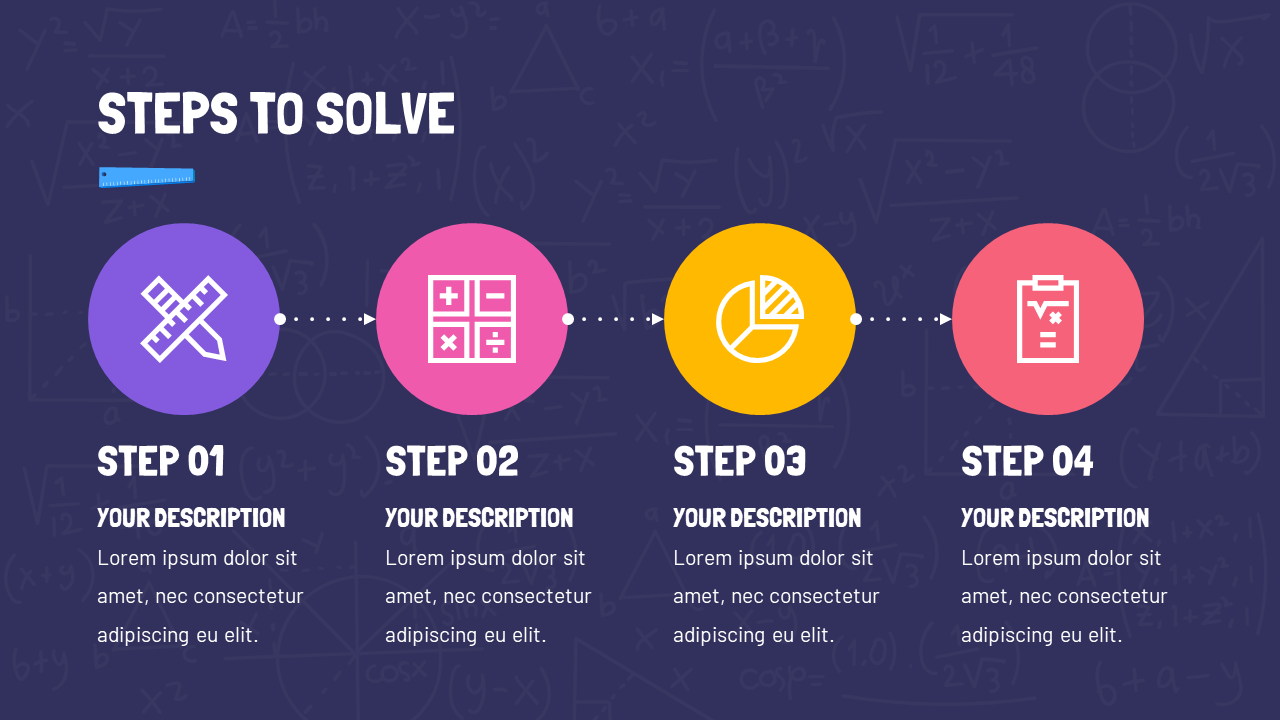 STEPS TO SOLVE
STEP 01
YOUR DESCRIPTION
Lorem ipsum dolor sit
amet, nec consectetur
adipiscing eu elit.
STEP 02
YOUR DESCRIPTION
Lorem ipsum dolor sit
amet, nec consectetur
adipiscing eu elit.
STEP 03
YOUR DESCRIPTION
Lorem ipsum dolor sit
amet, nec consectetur
adipiscing eu elit.
STEP 04
YOUR DESCRIPTION
Lorem ipsum dolor sit
amet, nec consectetur
adipiscing eu elit.